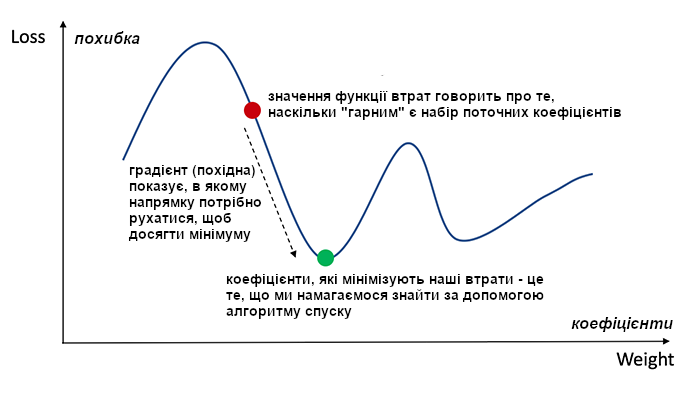 Loss
похибка
значення функції втрат говорить про те,
наскільки "гарним" є набір поточних коефіцієнтів
градієнт (похідна)
показує, в якому
напрямку потрібно
рухатися, щоб
досягти мінімуму
коефіцієнти, які мінімізують наші втрати - це
те, що ми намагаємося знайти за допомогою
алгоритму спуску
коефіцієнти
Weight